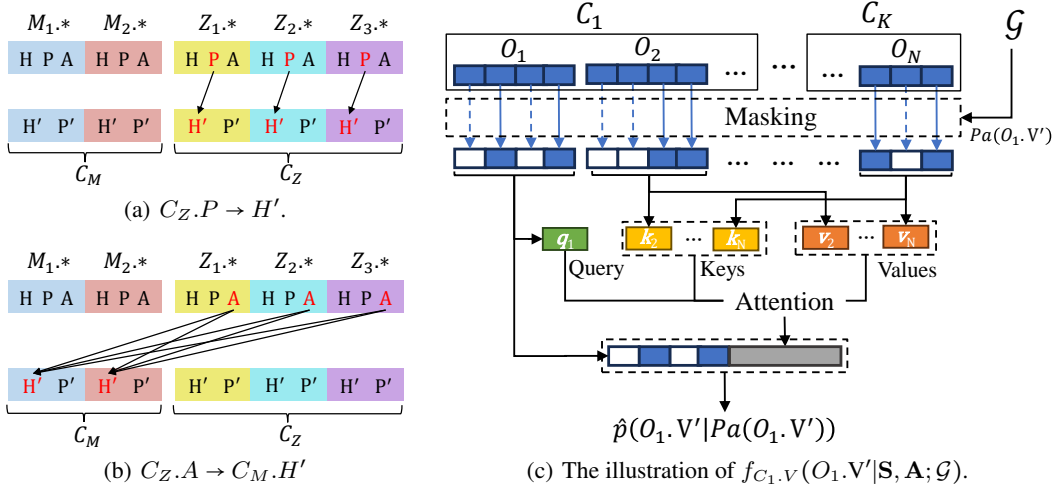 M₁.* M₂.* Z₁.* Z₂.* Z₃.*
H P A H P A H P A H P A H P A
H′ P′ H′ P′ H′ P′ H′ P′ H′ P′
C_M C_Z
(a) C_Z.P → H′.
M₁.* M₂.* Z₁.* Z₂.* Z₃.*
H P A H P A H P A H P A H P A
H′ P′ H′ P′ H′ P′ H′ P′ H′ P′
C_M C_Z
(b) C_Z.A → C_M.H′
C₁ C_K 𝒢
O₁ O₂ ... ... ... O_N
Masking
Pa(O₁.V′)
... ... ...
q₁ k₂ ... k_N v₂ ... v_N
Query Keys Values
Attention
p̂(O₁.V′|Pa(O₁.V′))
(c) The illustration of f_{C₁.V}(O₁.V′|S, A; 𝒢).